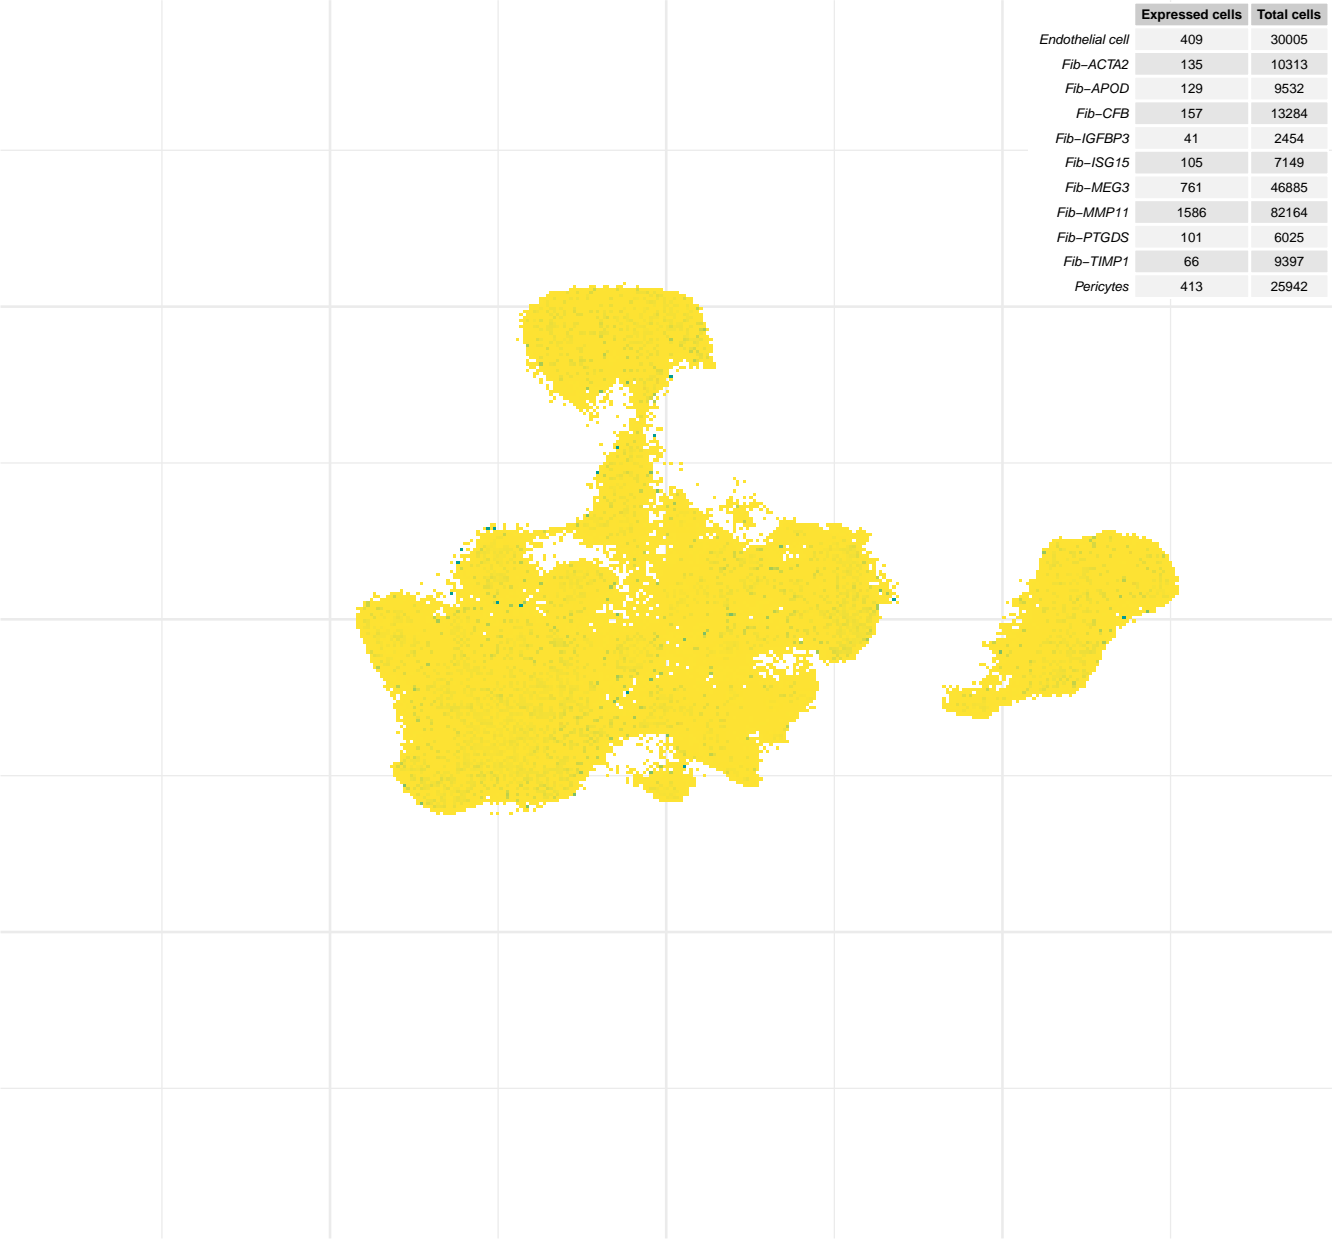 Expressed cells Total cells
Endothelial cell 409 30005
Fib−ACTA2 135 10313
Fib−APOD 129 9532
Fib−CFB 157 13284
Fib−IGFBP3 41 2454
Fib−ISG15 105 7149
Fib−MEG3 761 46885
Fib−MMP11 1586 82164
Fib−PTGDS 101 6025
Fib−TIMP1 66 9397
Pericytes 413 25942